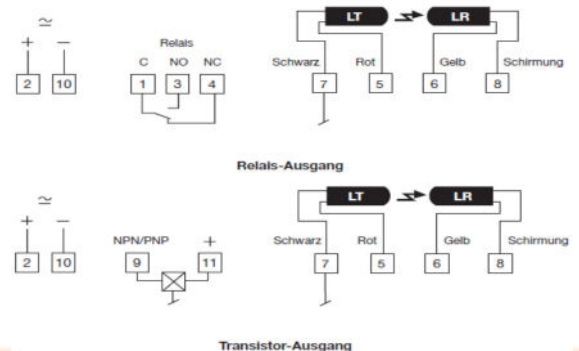 ≃
+ −
2 10
Relais
C NO NC
1 3 4
LT LR
Schwarz Rot Gelb Schirmung
7 5 6 8
Relais-Ausgang
≃
+ −
2 10
NPN/PNP +
9 11
LT LR
Schwarz Rot Gelb Schirmung
7 5 6 8
Transistor-Ausgang